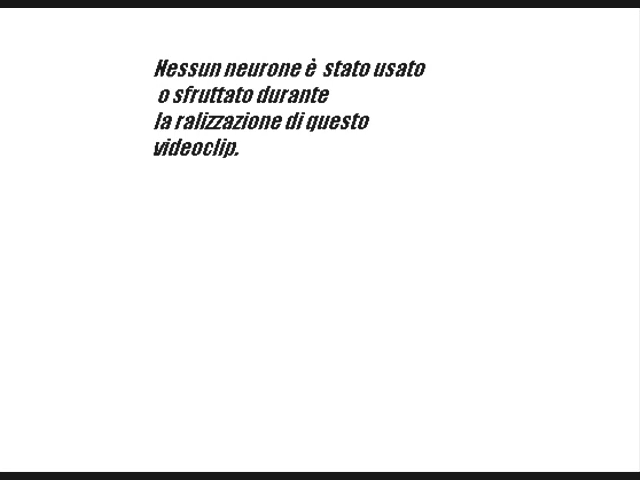 Nessun neurone è stato usato
o sfruttato durante
la ralizzazione di questo
videoclip.